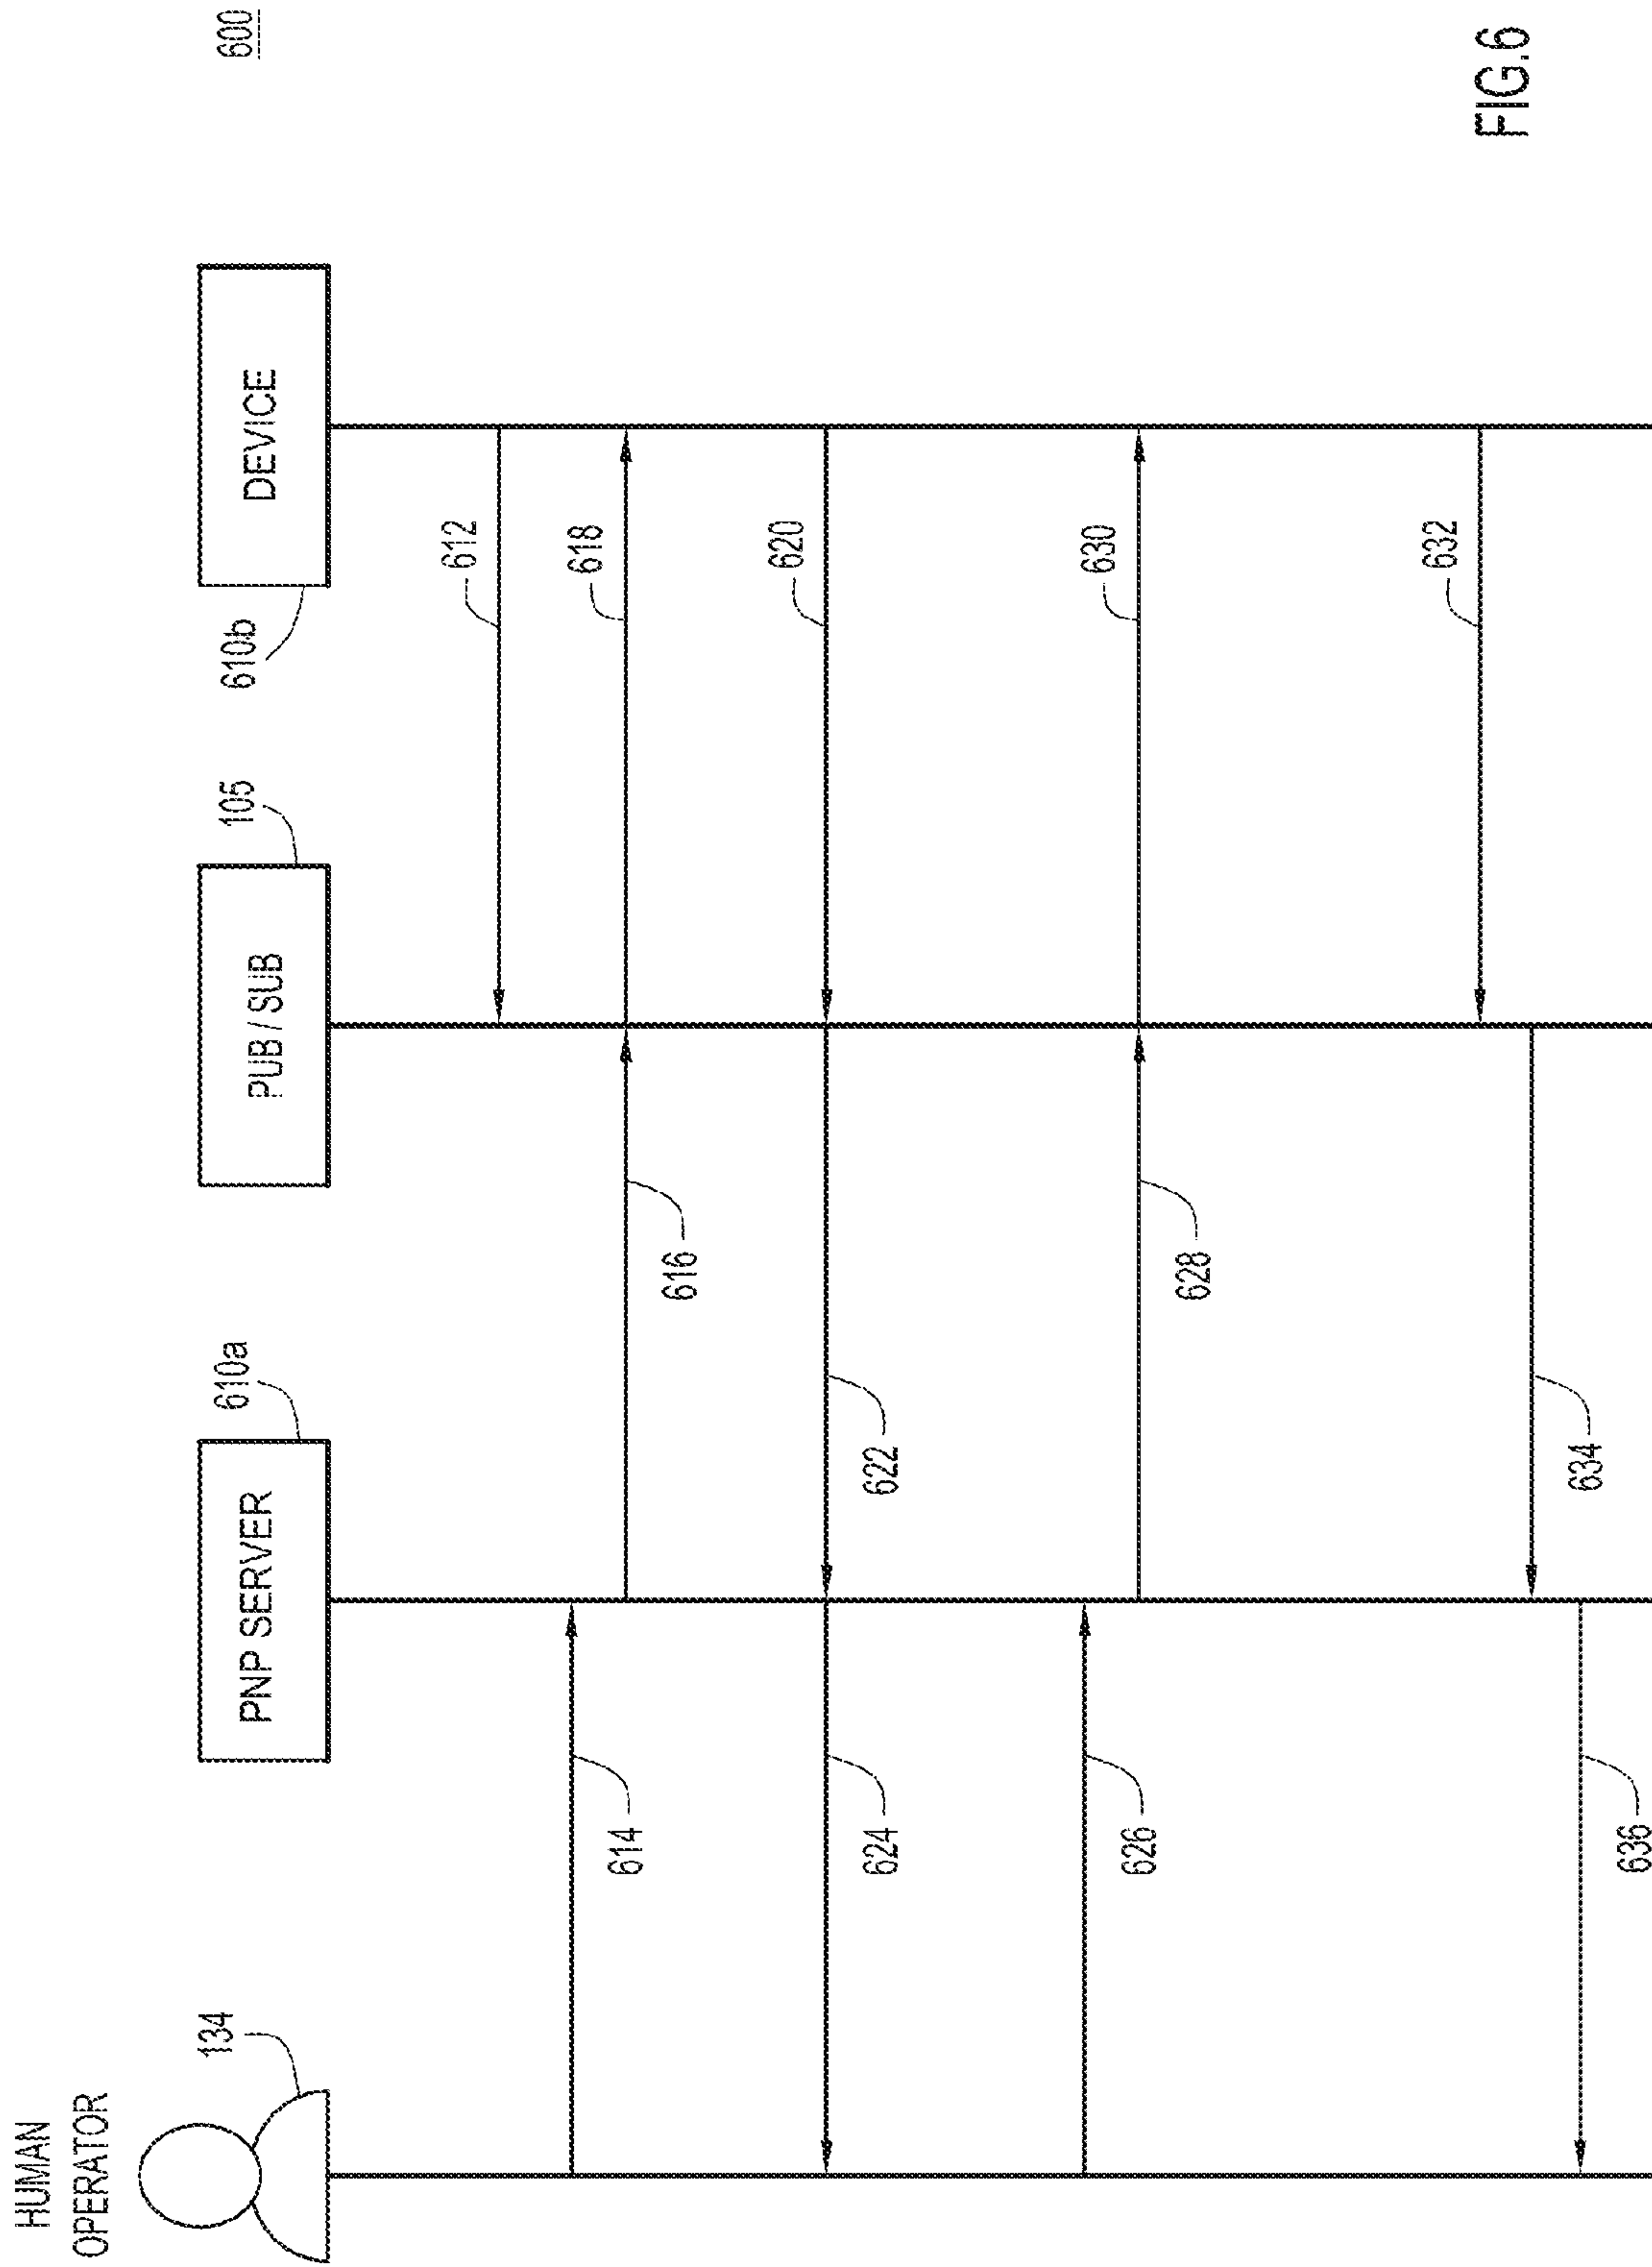 600
HUMAN
OPERATOR
134
PNP SERVER
610a
PUB / SUB
105
DEVICE
610b
612
614
616
618
620
622
624
626
628
630
632
634
636
FIG.6